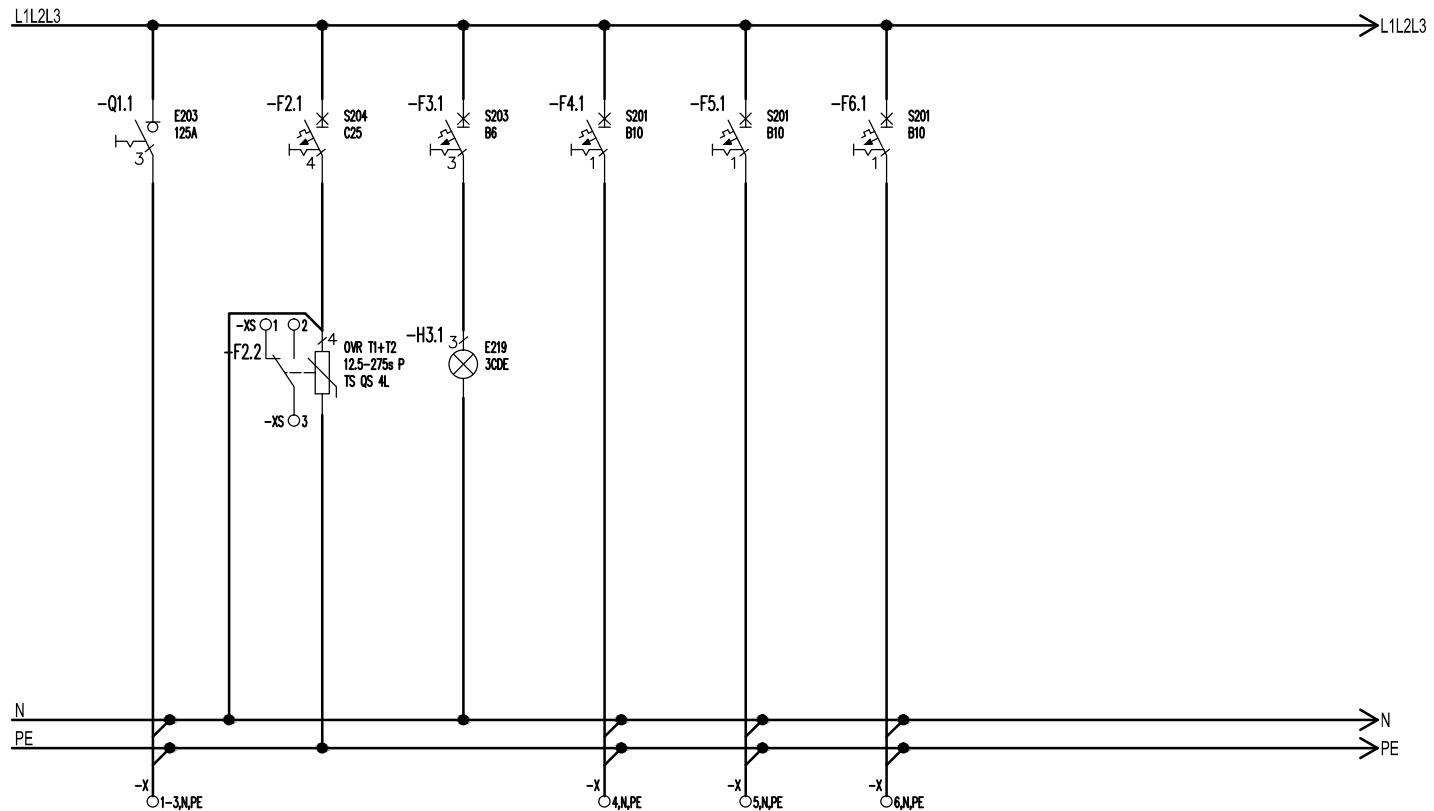 L1L2L3
L1L2L3
-Q1.1
E203
125A
3
-F2.1
S204
C25
4
-F3.1
S203
B6
3
-F4.1
S201
B10
1
-F5.1
S201
B10
1
-F6.1
S201
B10
1
-XS 1 2
-F2.2
4
OVR T1+T2
12.5-275s P
TS QS 4L
-XS 3
-H3.1
3
E219
3CDE
N
N
PE
PE
-X
1-3,N,PE
-X
4,N,PE
-X
5,N,PE
-X
6,N,PE